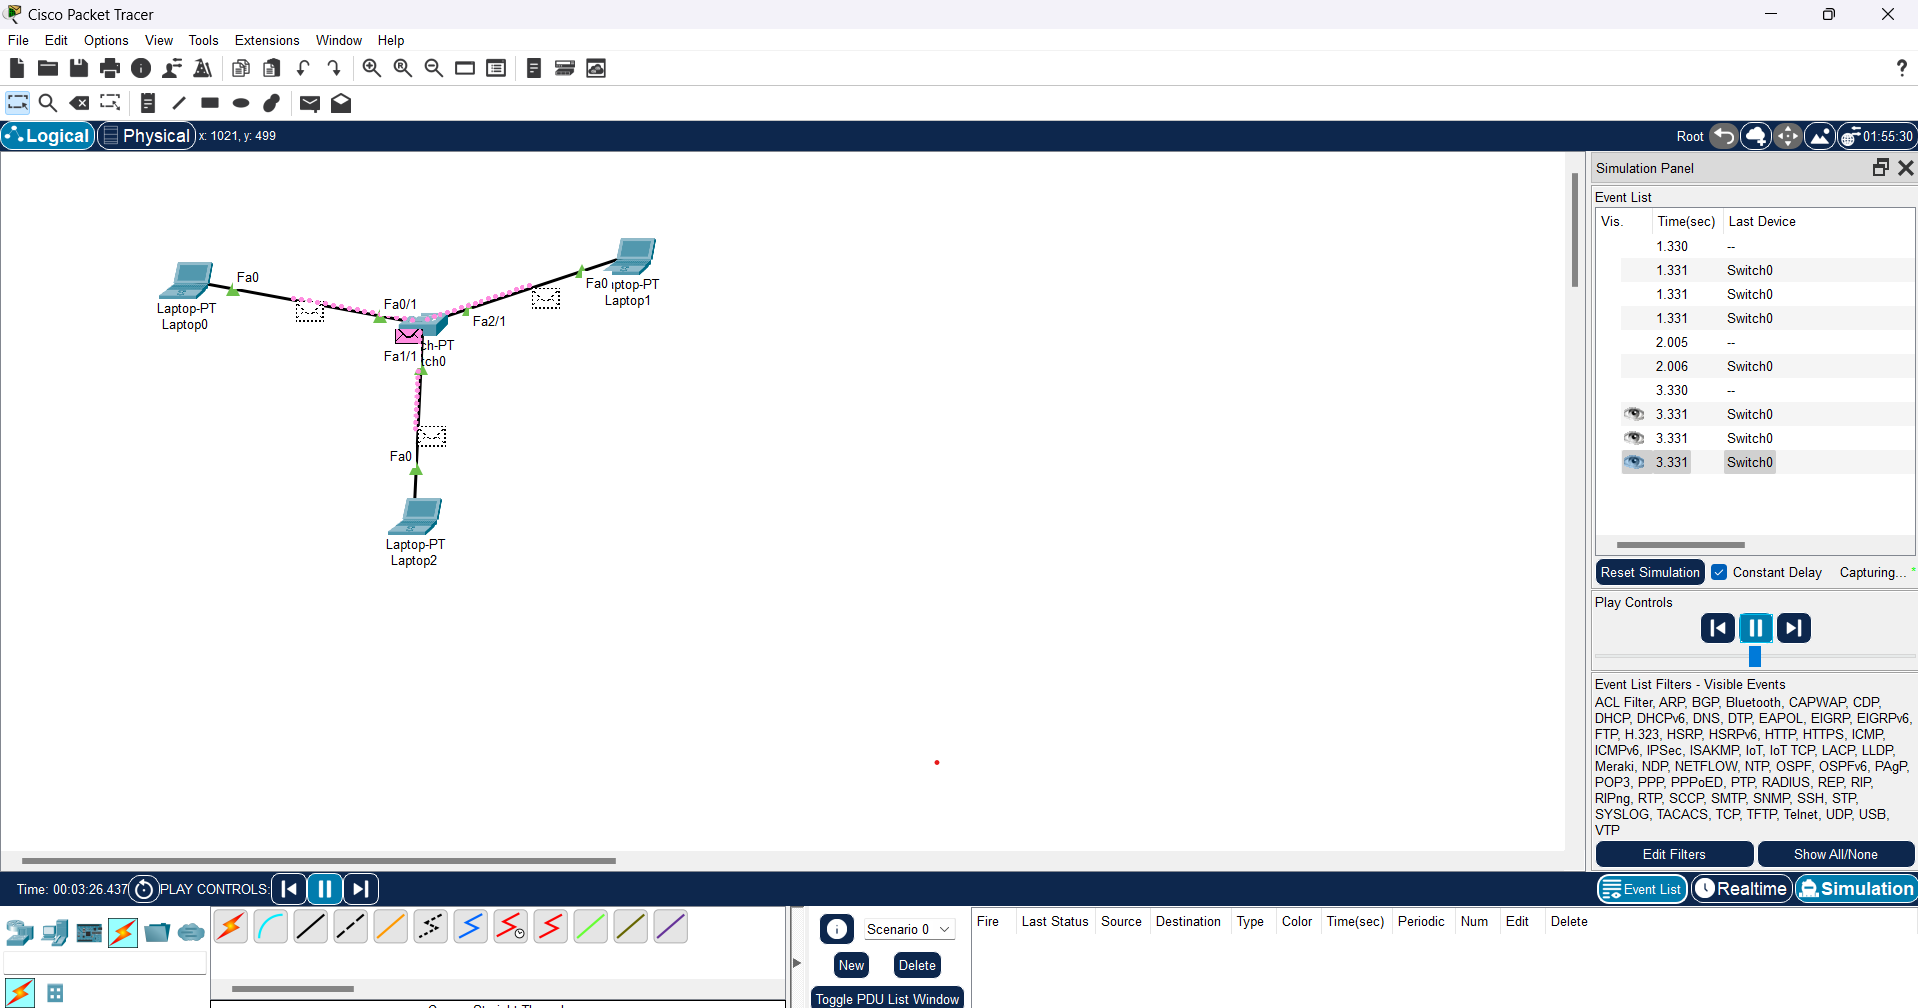 Cisco Packet Tracer
File Edit Options View Tools Extensions Window Help
?
Logical Physical x: 1021, y: 499 Root 01:55:30
Simulation Panel
Event List
Vis. Time(sec) Last Device
1.330 --
1.331 Switch0
1.331 Switch0
1.331 Switch0
2.005 --
2.006 Switch0
3.330 --
3.331 Switch0
3.331 Switch0
3.331 Switch0
Reset Simulation Constant Delay Capturing... *
Play Controls
Event List Filters - Visible Events
ACL Filter, ARP, BGP, Bluetooth, CAPWAP, CDP,
DHCP, DHCPv6, DNS, DTP, EAPOL, EIGRP, EIGRPv6,
FTP, H.323, HSRP, HSRPv6, HTTP, HTTPS, ICMP,
ICMPv6, IPSec, ISAKMP, IoT, IoT TCP, LACP, LLDP,
Meraki, NDP, NETFLOW, NTP, OSPF, OSPFv6, PAgP,
POP3, PPP, PPPoED, PTP, RADIUS, REP, RIP,
RIPng, RTP, SCCP, SMTP, SNMP, SSH, STP,
SYSLOG, TACACS, TCP, TFTP, Telnet, UDP, USB,
VTP
Edit Filters Show All/None
Fa0
Laptop-PT
Laptop0
Fa0/1
Fa2/1
Fa0 ptop-PT
Laptop1
ch-PT
Fa1/1 tch0
Fa0
Laptop-PT
Laptop2
Time: 00:03:26.437 PLAY CONTROLS: Event List Realtime Simulation
Scenario 0
New Delete
Toggle PDU List Window
Fire Last Status Source Destination Type Color Time(sec) Periodic Num Edit Delete